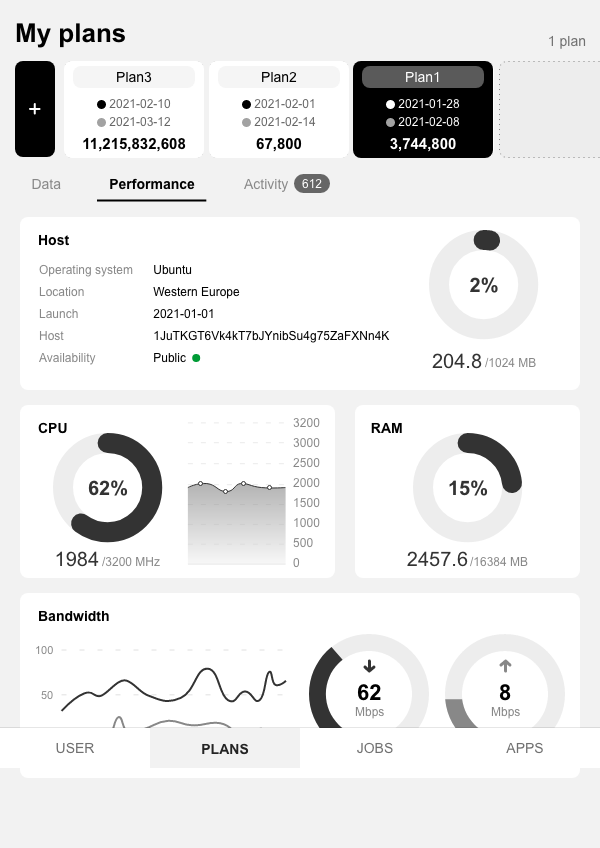 My plans
1 plan
+
Plan3
2021-02-10
2021-03-12
11,215,832,608
Plan2
2021-02-01
2021-02-14
67,800
Plan1
2021-01-28
2021-02-08
3,744,800
Data
Performance
Activity 612
Host
Operating system Ubuntu
Location Western Europe
Launch 2021-01-01
Host 1JuTKGT6Vk4kT7bJYnibSu4g75ZaFXNn4K
Availability Public
2%
204.8 /1024 MB
CPU
62%
1984 /3200 MHz
3200
3000
2500
2000
1500
1000
500
0
RAM
15%
2457.6 /16384 MB
Bandwidth
100
50
62
Mbps
8
Mbps
USER
PLANS
JOBS
APPS